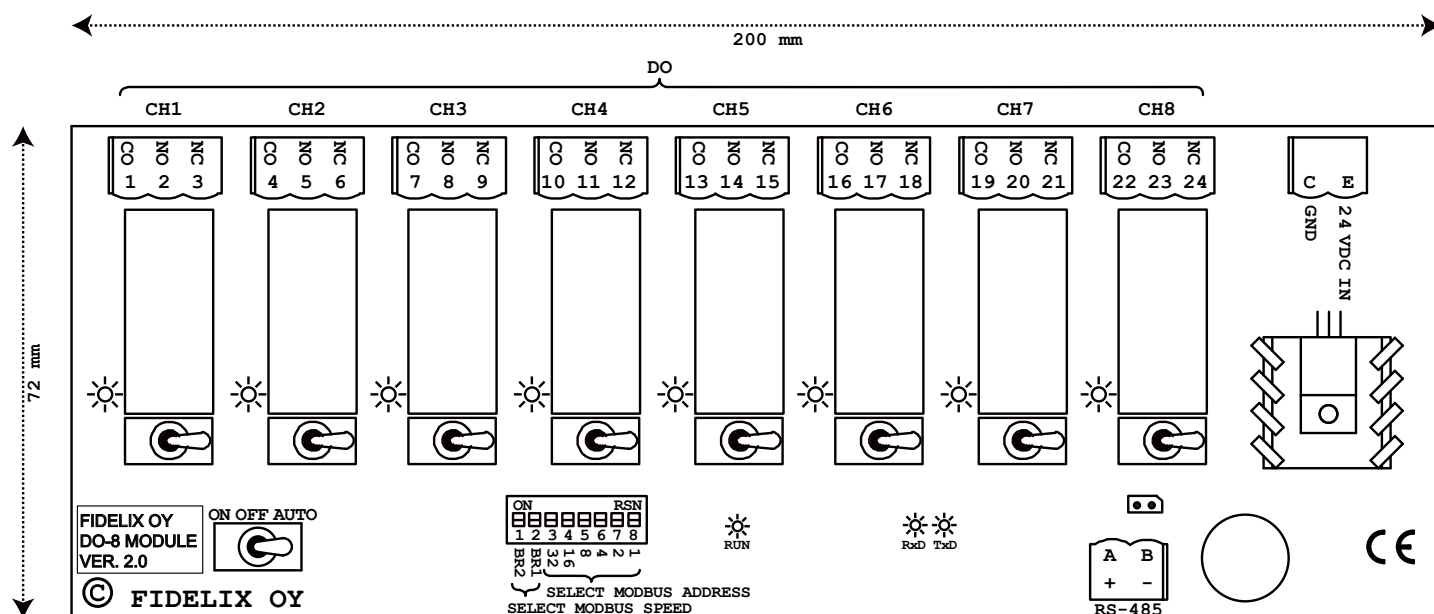 200 mm
DO
CH1 CH2 CH3 CH4 CH5 CH6 CH7 CH8
CO NO NC CO NO NC CO NO NC CO NO NC CO NO NC CO NO NC CO NO NC CO NO NC
1 2 3 4 5 6 7 8 9 10 11 12 13 14 15 16 17 18 19 20 21 22 23 24
C E
GND
24 VDC IN
72 mm
FIDELIX OY
DO-8 MODULE
VER. 2.0
ON OFF AUTO
ON RSN
1 2 3 4 5 6 7 8
BR2 BR1 32 16 8 4 2 1
SELECT MODBUS ADDRESS
SELECT MODBUS SPEED
RUN
RxD TxD
A B
+ -
RS-485
CE
© FIDELIX OY